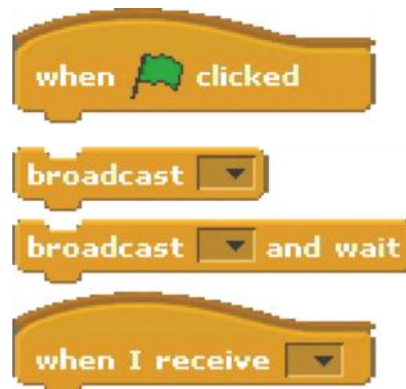 when clicked
broadcast
broadcast and wait
when I receive